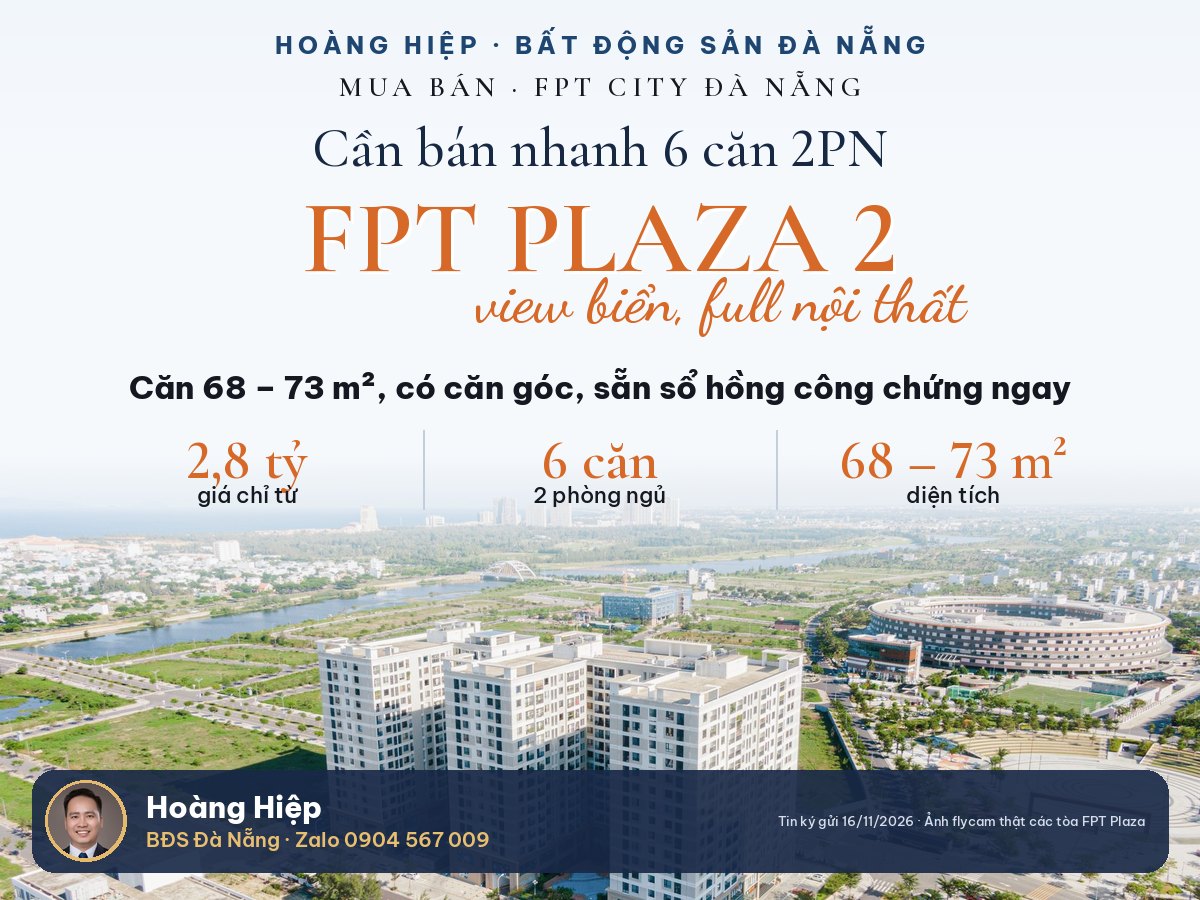 HOÀNG HIỆP · BẤT ĐỘNG SẢN ĐÀ NẴNG
MUA BÁN · FPT CITY ĐÀ NẴNG
Cần bán nhanh 6 căn 2PN
FPT PLAZA 2
view biển, full nội thất
Căn 68 – 73 m², có căn góc, sẵn sổ hồng công chứng ngay
2,8 tỷ
giá chỉ từ
6 căn
2 phòng ngủ
68 – 73 m²
diện tích
Hoàng Hiệp
BĐS Đà Nẵng · Zalo 0904 567 009
Tin ký gửi 16/11/2026 · Ảnh flycam thật các tòa FPT Plaza